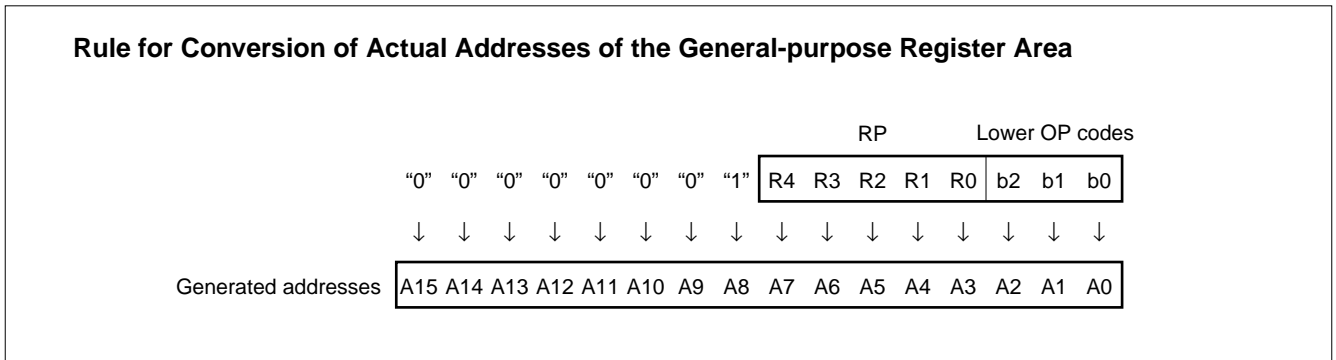 Rule for Conversion of Actual Addresses of the General-purpose Register Area
RP Lower OP codes
“0” “0” “0” “0” “0” “0” “0” “1” R4 R3 R2 R1 R0 b2 b1 b0
↓ ↓ ↓ ↓ ↓ ↓ ↓ ↓ ↓ ↓ ↓ ↓ ↓ ↓ ↓ ↓
Generated addresses A15 A14 A13 A12 A11 A10 A9 A8 A7 A6 A5 A4 A3 A2 A1 A0